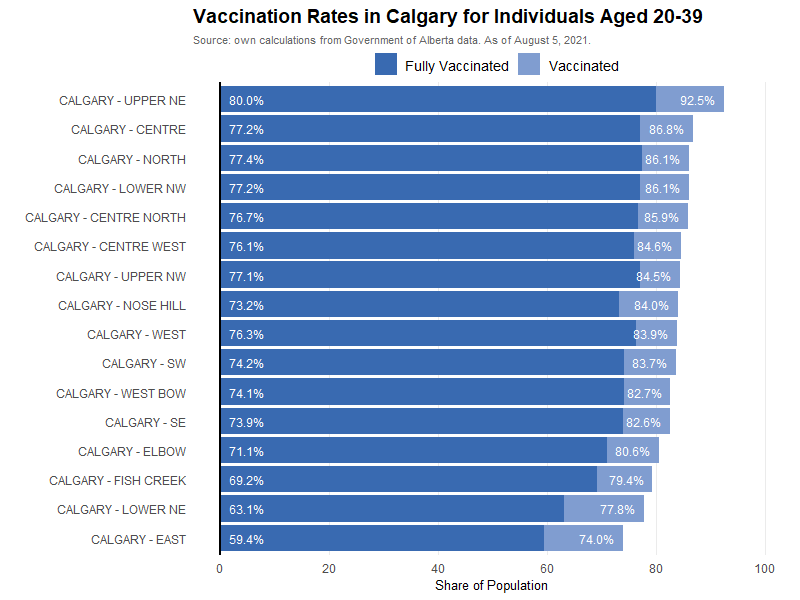 Vaccination Rates in Calgary for Individuals Aged 20-39
Source: own calculations from Government of Alberta data. As of August 5, 2021.
Fully Vaccinated Vaccinated
CALGARY - UPPER NE 80.0% 92.5%
CALGARY - CENTRE 77.2% 86.8%
CALGARY - NORTH 77.4% 86.1%
CALGARY - LOWER NW 77.2% 86.1%
CALGARY - CENTRE NORTH 76.7% 85.9%
CALGARY - CENTRE WEST 76.1% 84.6%
CALGARY - UPPER NW 77.1% 84.5%
CALGARY - NOSE HILL 73.2% 84.0%
CALGARY - WEST 76.3% 83.9%
CALGARY - SW 74.2% 83.7%
CALGARY - WEST BOW 74.1% 82.7%
CALGARY - SE 73.9% 82.6%
CALGARY - ELBOW 71.1% 80.6%
CALGARY - FISH CREEK 69.2% 79.4%
CALGARY - LOWER NE 63.1% 77.8%
CALGARY - EAST 59.4% 74.0%
0 20 40 60 80 100
Share of Population